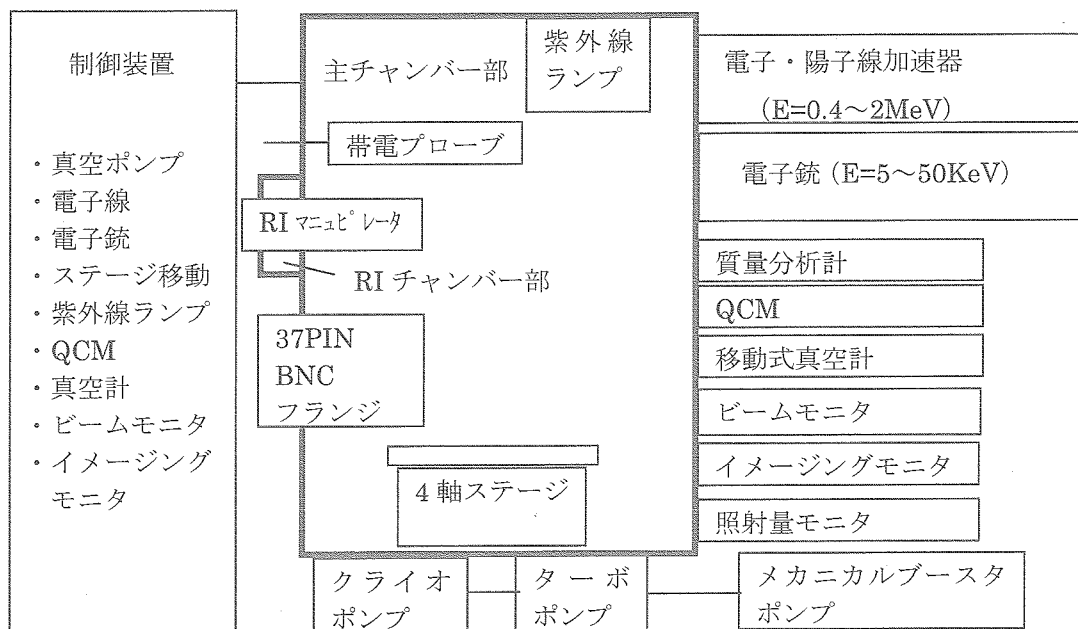 制御装置
・真空ポンプ
・電子線
・電子銃
・ステージ移動
・紫外線ランプ
・QCM
・真空計
・ビームモニタ
・イメージング
モニタ
主チャンバー部
紫外線
ランプ
帯電プローブ
RIマニュピレータ
RIチャンバー部
37PIN
BNC
フランジ
4軸ステージ
電子・陽子線加速器
(E=0.4~2MeV)
電子銃(E=5~50KeV)
質量分析計
QCM
移動式真空計
ビームモニタ
イメージングモニタ
照射量モニタ
クライオ
ポンプ
ターボ
ポンプ
メカニカルブースタ
ポンプ